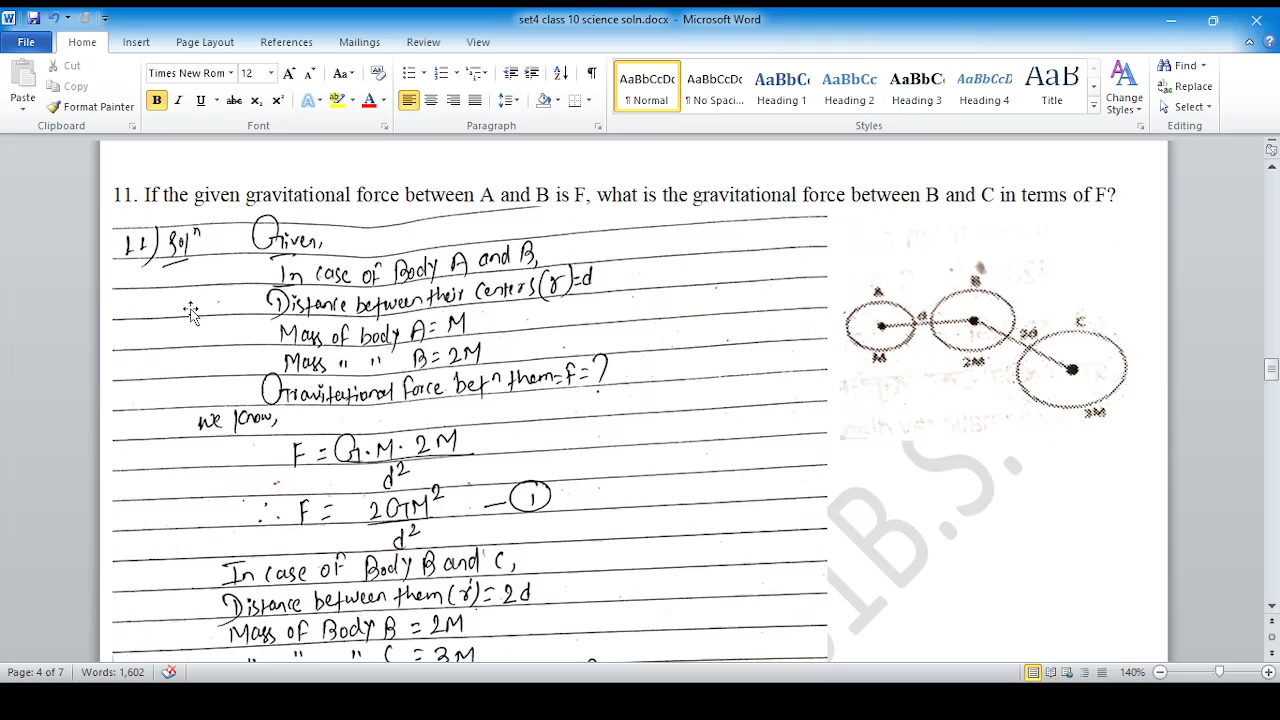 set4 class 10 science soln.docx - Microsoft Word
File Home Insert Page Layout References Mailings Review View
Paste Cut Copy Format Painter
Times New Rom 12
AaBbCcDc AaBbCcDc AaBbC AaBbCc AaBbC AaBbCc AaB
¶ Normal ¶ No Spaci... Heading 1 Heading 2 Heading 3 Heading 4 Title
Change Styles
Find Replace Select
Clipboard Font Paragraph Styles Editing
11. If the given gravitational force between A and B is F, what is the gravitational force between B and C in terms of F?
11) Solⁿ Given,
In case of Body A and B,
Distance between their centers (r) = d
Mass of body A = M
Mass " " B = 2M
Gravitational force betⁿ them = f = ?
we know,
F = G.M.2M
d²
∴ F = 2GM² — ①
d²
In case of Body B and C,
Distance between them (r') = 2d
Mass of Body B = 2M
" " " C = 3M
A B C
d 2d
M 2M 3M
I.B.S.
Page: 4 of 7 Words: 1,602 140%